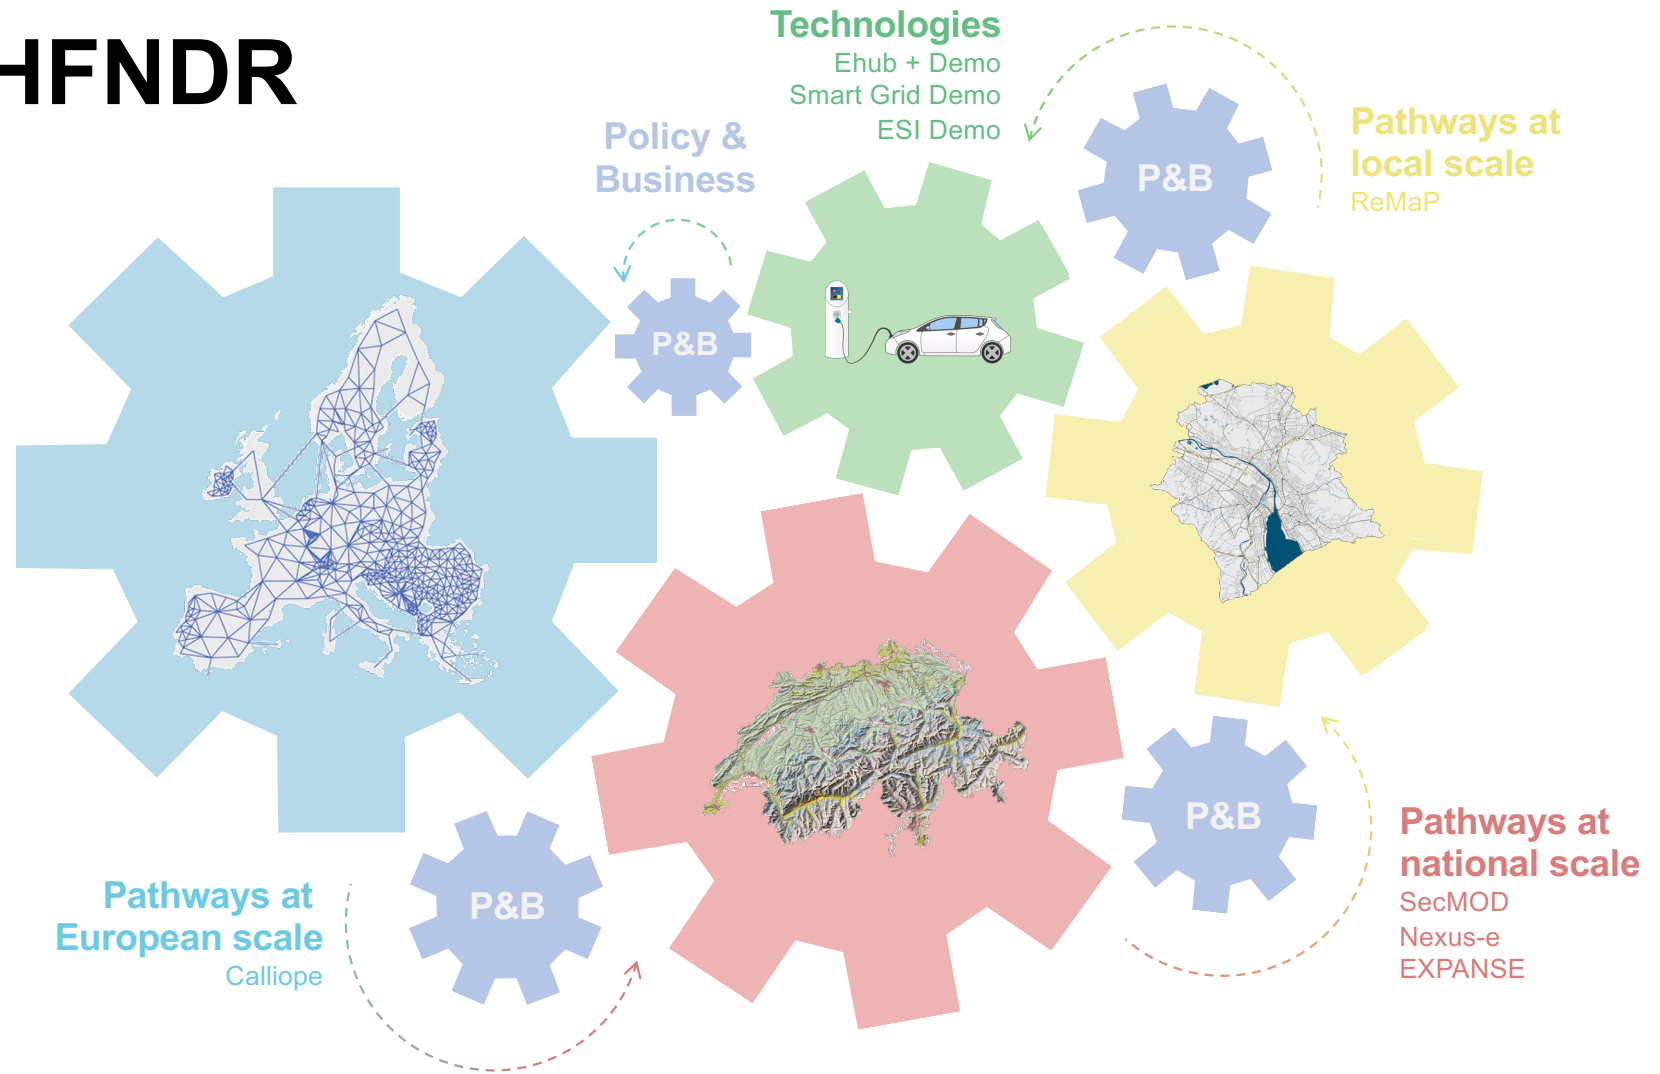 HFNDR
Technologies
Ehub + Demo
Smart Grid Demo
ESI Demo
Policy &
Business
P&B
Pathways at
local scale
ReMaP
P&B
P&B
Pathways at
national scale
SecMOD
Nexus-e
EXPANSE
P&B
Pathways at
European scale
Calliope